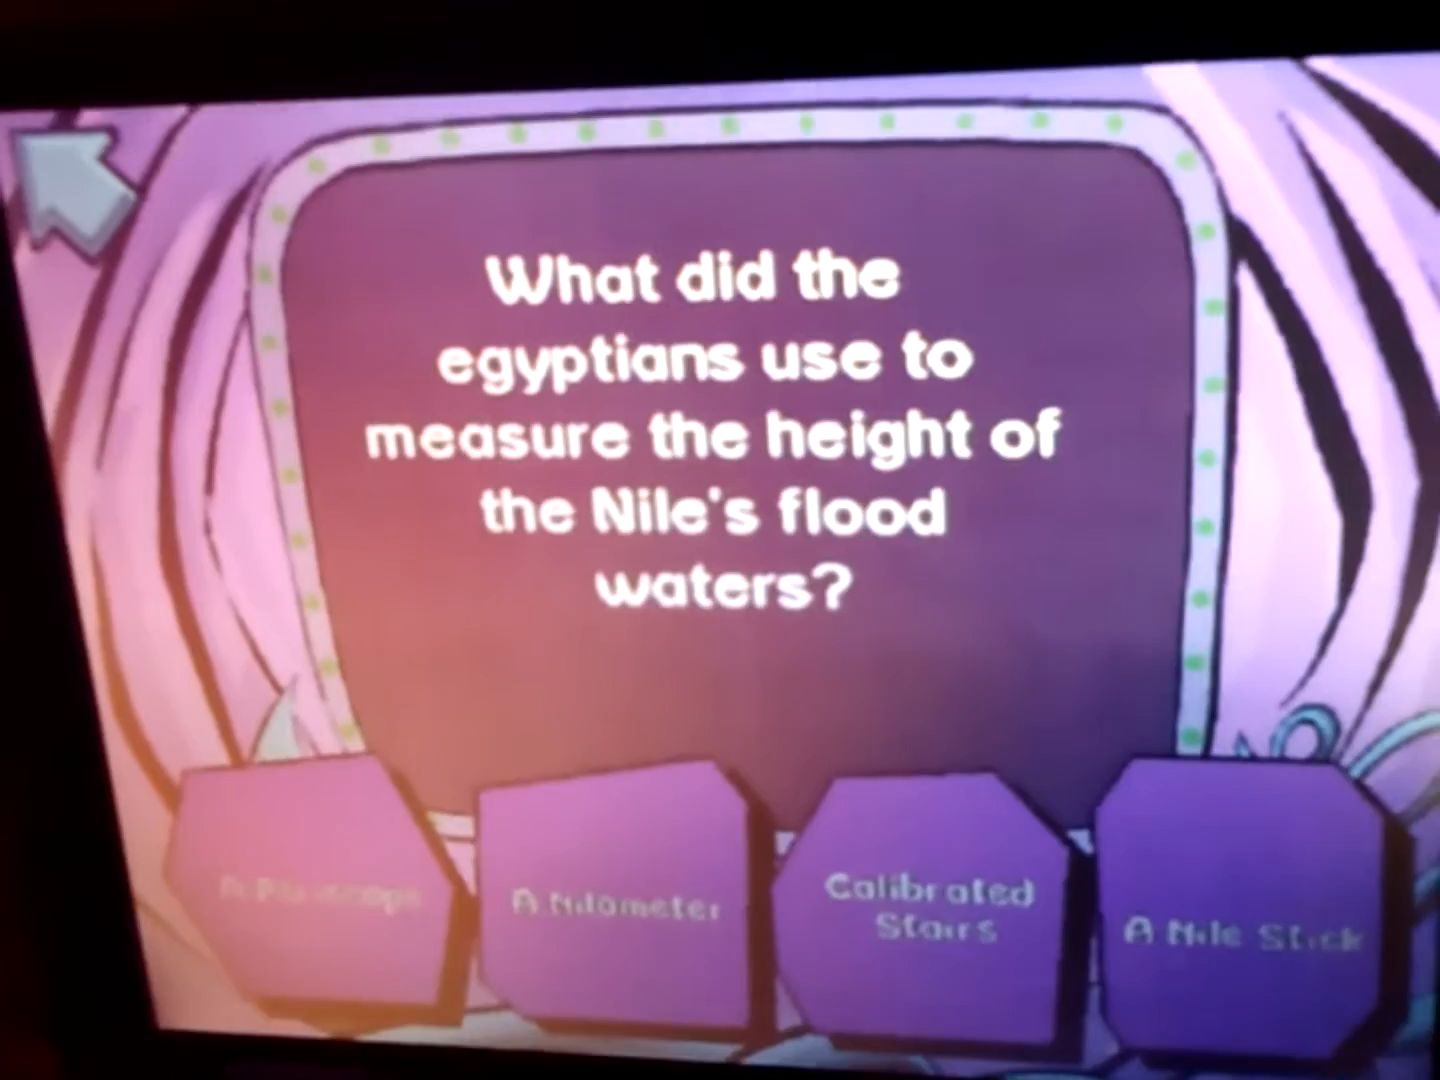 What did the
egyptians use to
measure the height of
the Nile's flood
waters?
A
A Nilometer
Calibrated
Stairs
A Nile Stick